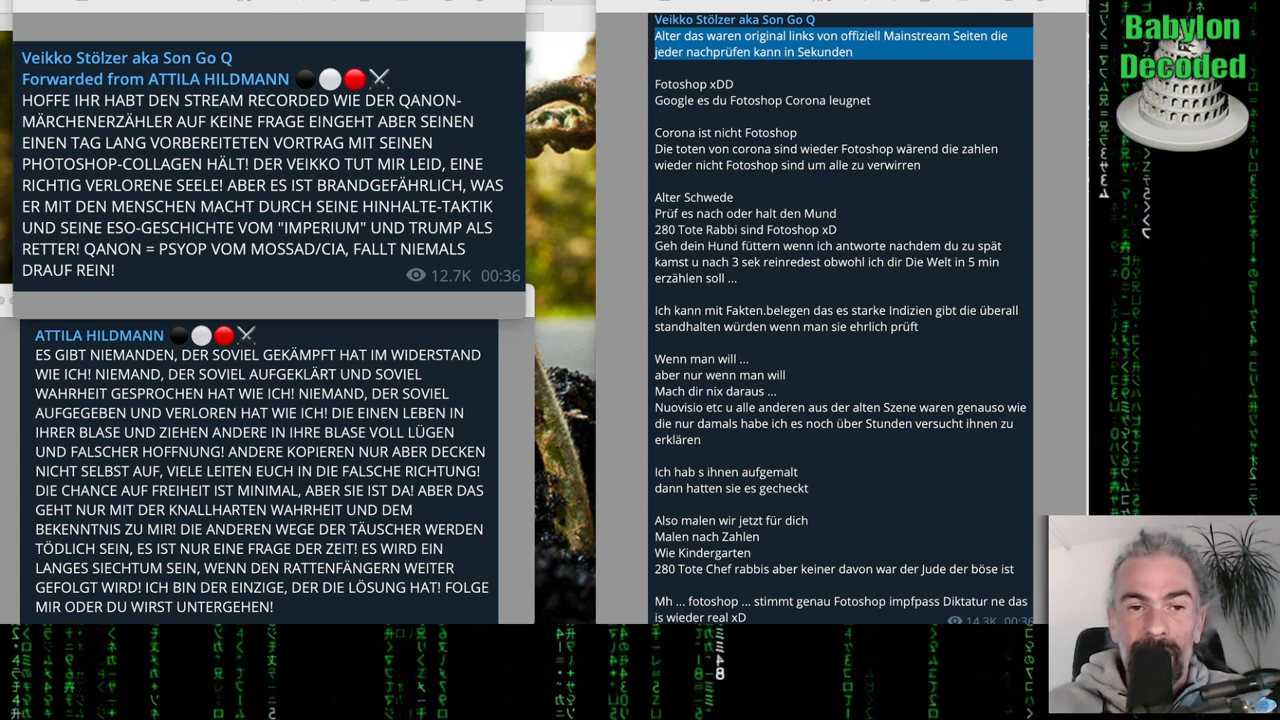 Veikko Stölzer aka Son Go Q
Forwarded from ATTILA HILDMANN
HOFFE IHR HABT DEN STREAM RECORDED WIE DER QANON-
MÄRCHENERZÄHLER AUF KEINE FRAGE EINGEHT ABER SEINEN
EINEN TAG LANG VORBEREITETEN VORTRAG MIT SEINEN
PHOTOSHOP-COLLAGEN HÄLT! DER VEIKKO TUT MIR LEID, EINE
RICHTIG VERLORENE SEELE! ABER ES IST BRANDGEFÄHRLICH, WAS
ER MIT DEN MENSCHEN MACHT DURCH SEINE HINHALTE-TAKTIK
UND SEINE ESO-GESCHICHTE VOM "IMPERIUM" UND TRUMP ALS
RETTER! QANON = PSYOP VOM MOSSAD/CIA, FALLT NIEMALS
DRAUF REIN!
12.7K 00:36
ATTILA HILDMANN
ES GIBT NIEMANDEN, DER SOVIEL GEKÄMPFT HAT IM WIDERSTAND
WIE ICH! NIEMAND, DER SOVIEL AUFGEKLÄRT UND SOVIEL
WAHRHEIT GESPROCHEN HAT WIE ICH! NIEMAND, DER SOVIEL
AUFGEGEBEN UND VERLOREN HAT WIE ICH! DIE EINEN LEBEN IN
IHRER BLASE UND ZIEHEN ANDERE IN IHRE BLASE VOLL LÜGEN
UND FALSCHER HOFFNUNG! ANDERE KOPIEREN NUR ABER DECKEN
NICHT SELBST AUF, VIELE LEITEN EUCH IN DIE FALSCHE RICHTUNG!
DIE CHANCE AUF FREIHEIT IST MINIMAL, ABER SIE IST DA! ABER DAS
GEHT NUR MIT DER KNALLHARTEN WAHRHEIT UND DEM
BEKENNTNIS ZU MIR! DIE ANDEREN WEGE DER TÄUSCHER WERDEN
TÖDLICH SEIN, ES IST NUR EINE FRAGE DER ZEIT! ES WIRD EIN
LANGES SIECHTUM SEIN, WENN DEN RATTENFÄNGERN WEITER
GEFOLGT WIRD! ICH BIN DER EINZIGE, DER DIE LÖSUNG HAT! FOLGE
MIR ODER DU WIRST UNTERGEHEN!
Veikko Stölzer aka Son Go Q
Alter das waren original links von offiziell Mainstream Seiten die
jeder nachprüfen kann in Sekunden
Fotoshop xDD
Google es du Fotoshop Corona leugnet
Corona ist nicht Fotoshop
Die toten von corona sind wieder Fotoshop wärend die zahlen
wieder nicht Fotoshop sind um alle zu verwirren
Alter Schwede
Prüf es nach oder halt den Mund
280 Tote Rabbi sind Fotoshop xD
Geh dein Hund füttern wenn ich antworte nachdem du zu spät
kamst u nach 3 sek reinredest obwohl ich dir Die Welt in 5 min
erzählen soll ...
Ich kann mit Fakten.belegen das es starke Indizien gibt die überall
standhalten würden wenn man sie ehrlich prüft
Wenn man will ...
aber nur wenn man will
Mach dir nix daraus ...
Nuovisio etc u alle anderen aus der alten Szene waren genauso wie
die nur damals habe ich es noch über Stunden versucht ihnen zu
erklären
Ich hab s ihnen aufgemalt
dann hatten sie es gecheckt
Also malen wir jetzt für dich
Malen nach Zahlen
Wie Kindergarten
280 Tote Chef rabbis aber keiner davon war der Jude der böse ist
Mh ... fotoshop ... stimmt genau Fotoshop impfpass Diktatur ne das
is wieder real xD
14.3K 00:36
Babylon
Decoded